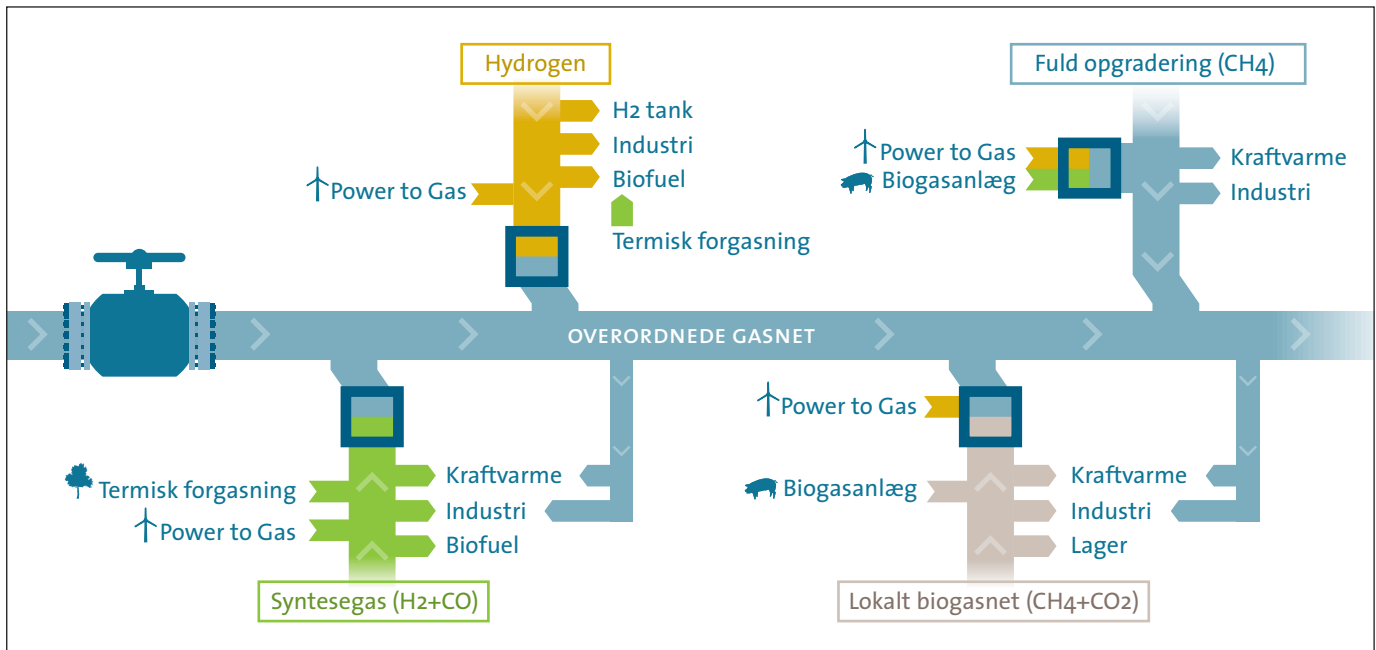 Hydrogen
H2 tank
Industri
Biofuel
Power to Gas
Termisk forgasning
Fuld opgradering (CH4)
Power to Gas
Biogasanlæg
Kraftvarme
Industri
OVERORDNEDE GASNET
Termisk forgasning
Power to Gas
Kraftvarme
Industri
Biofuel
Syntesegas (H2+CO)
Power to Gas
Biogasanlæg
Kraftvarme
Industri
Lager
Lokalt biogasnet (CH4+CO2)